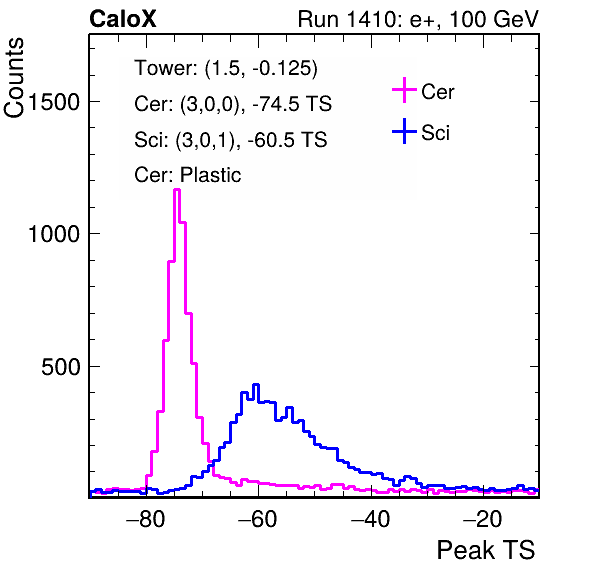 CaloX Run 1410: e+, 100 GeV
Counts
Tower: (1.5, -0.125)
Cer: (3,0,0), -74.5 TS
Sci: (3,0,1), -60.5 TS
Cer: Plastic
Cer
Sci
1500
1000
500
−80 −60 −40 −20
Peak TS